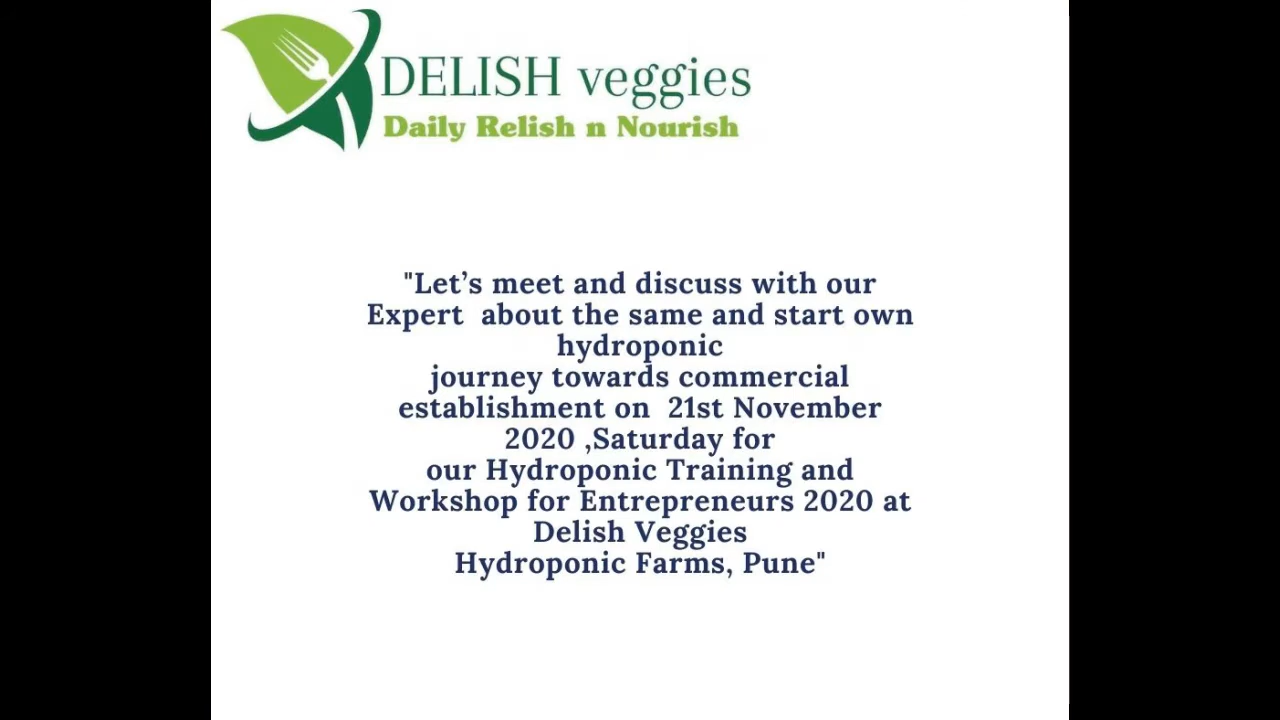 DELISH veggies
Daily Relish n Nourish
"Let’s meet and discuss with our
Expert  about the same and start own
hydroponic
journey towards commercial
establishment on  21st November
2020 ,Saturday for
our Hydroponic Training and
Workshop for Entrepreneurs 2020 at
Delish Veggies
Hydroponic Farms, Pune"